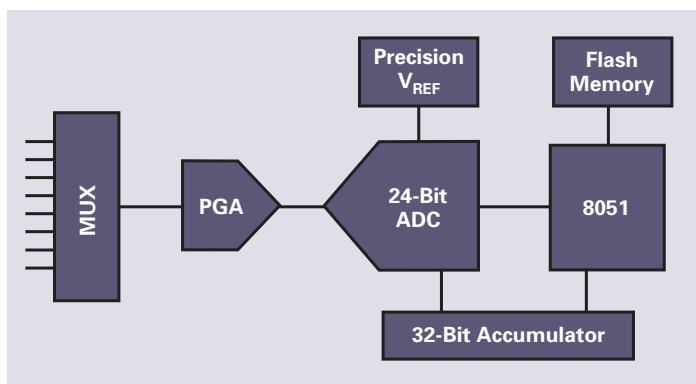 Precision
VREF
Flash
Memory
MUX
PGA
24-Bit
ADC
8051
32-Bit Accumulator